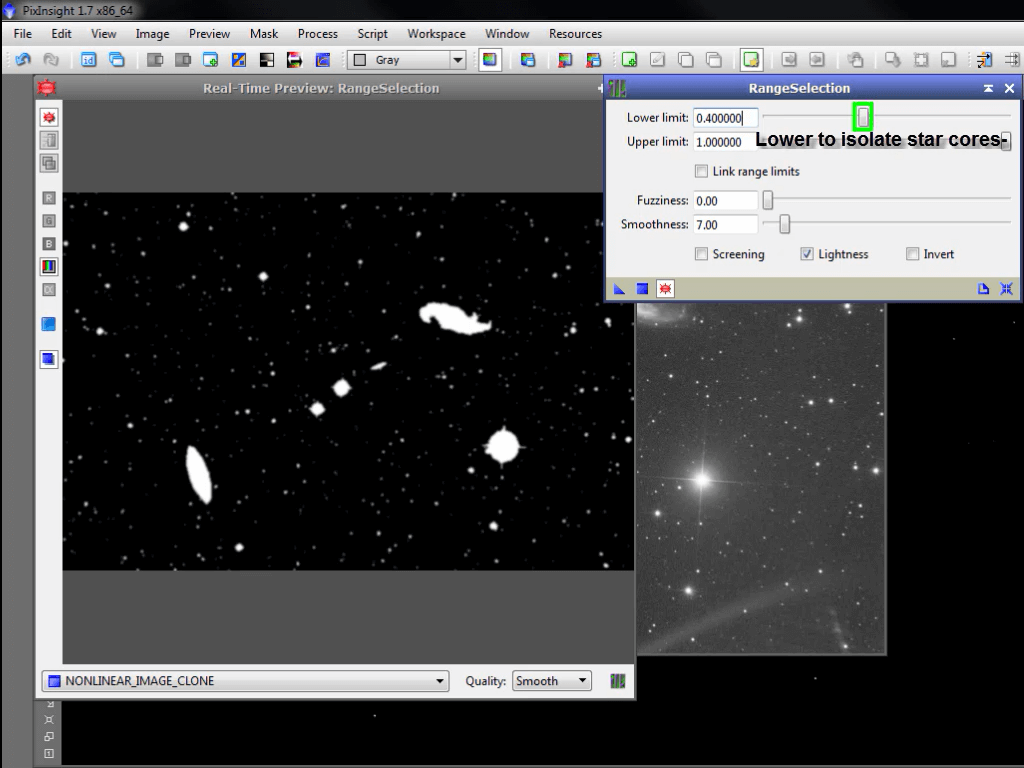 PixInsight 1.7 x86_64
File Edit View Image Preview Mask Process Script Workspace Window Resources
id Gray
Real-Time Preview: RangeSelection
RangeSelection
Lower limit: 0.400000
Upper limit: 1.000000 Lower to isolate star cores-
Link range limits
Fuzziness: 0.00
Smoothness: 7.00
Screening Lightness Invert
R
G
B
NONLINEAR_IMAGE_CLONE Quality: Smooth
1